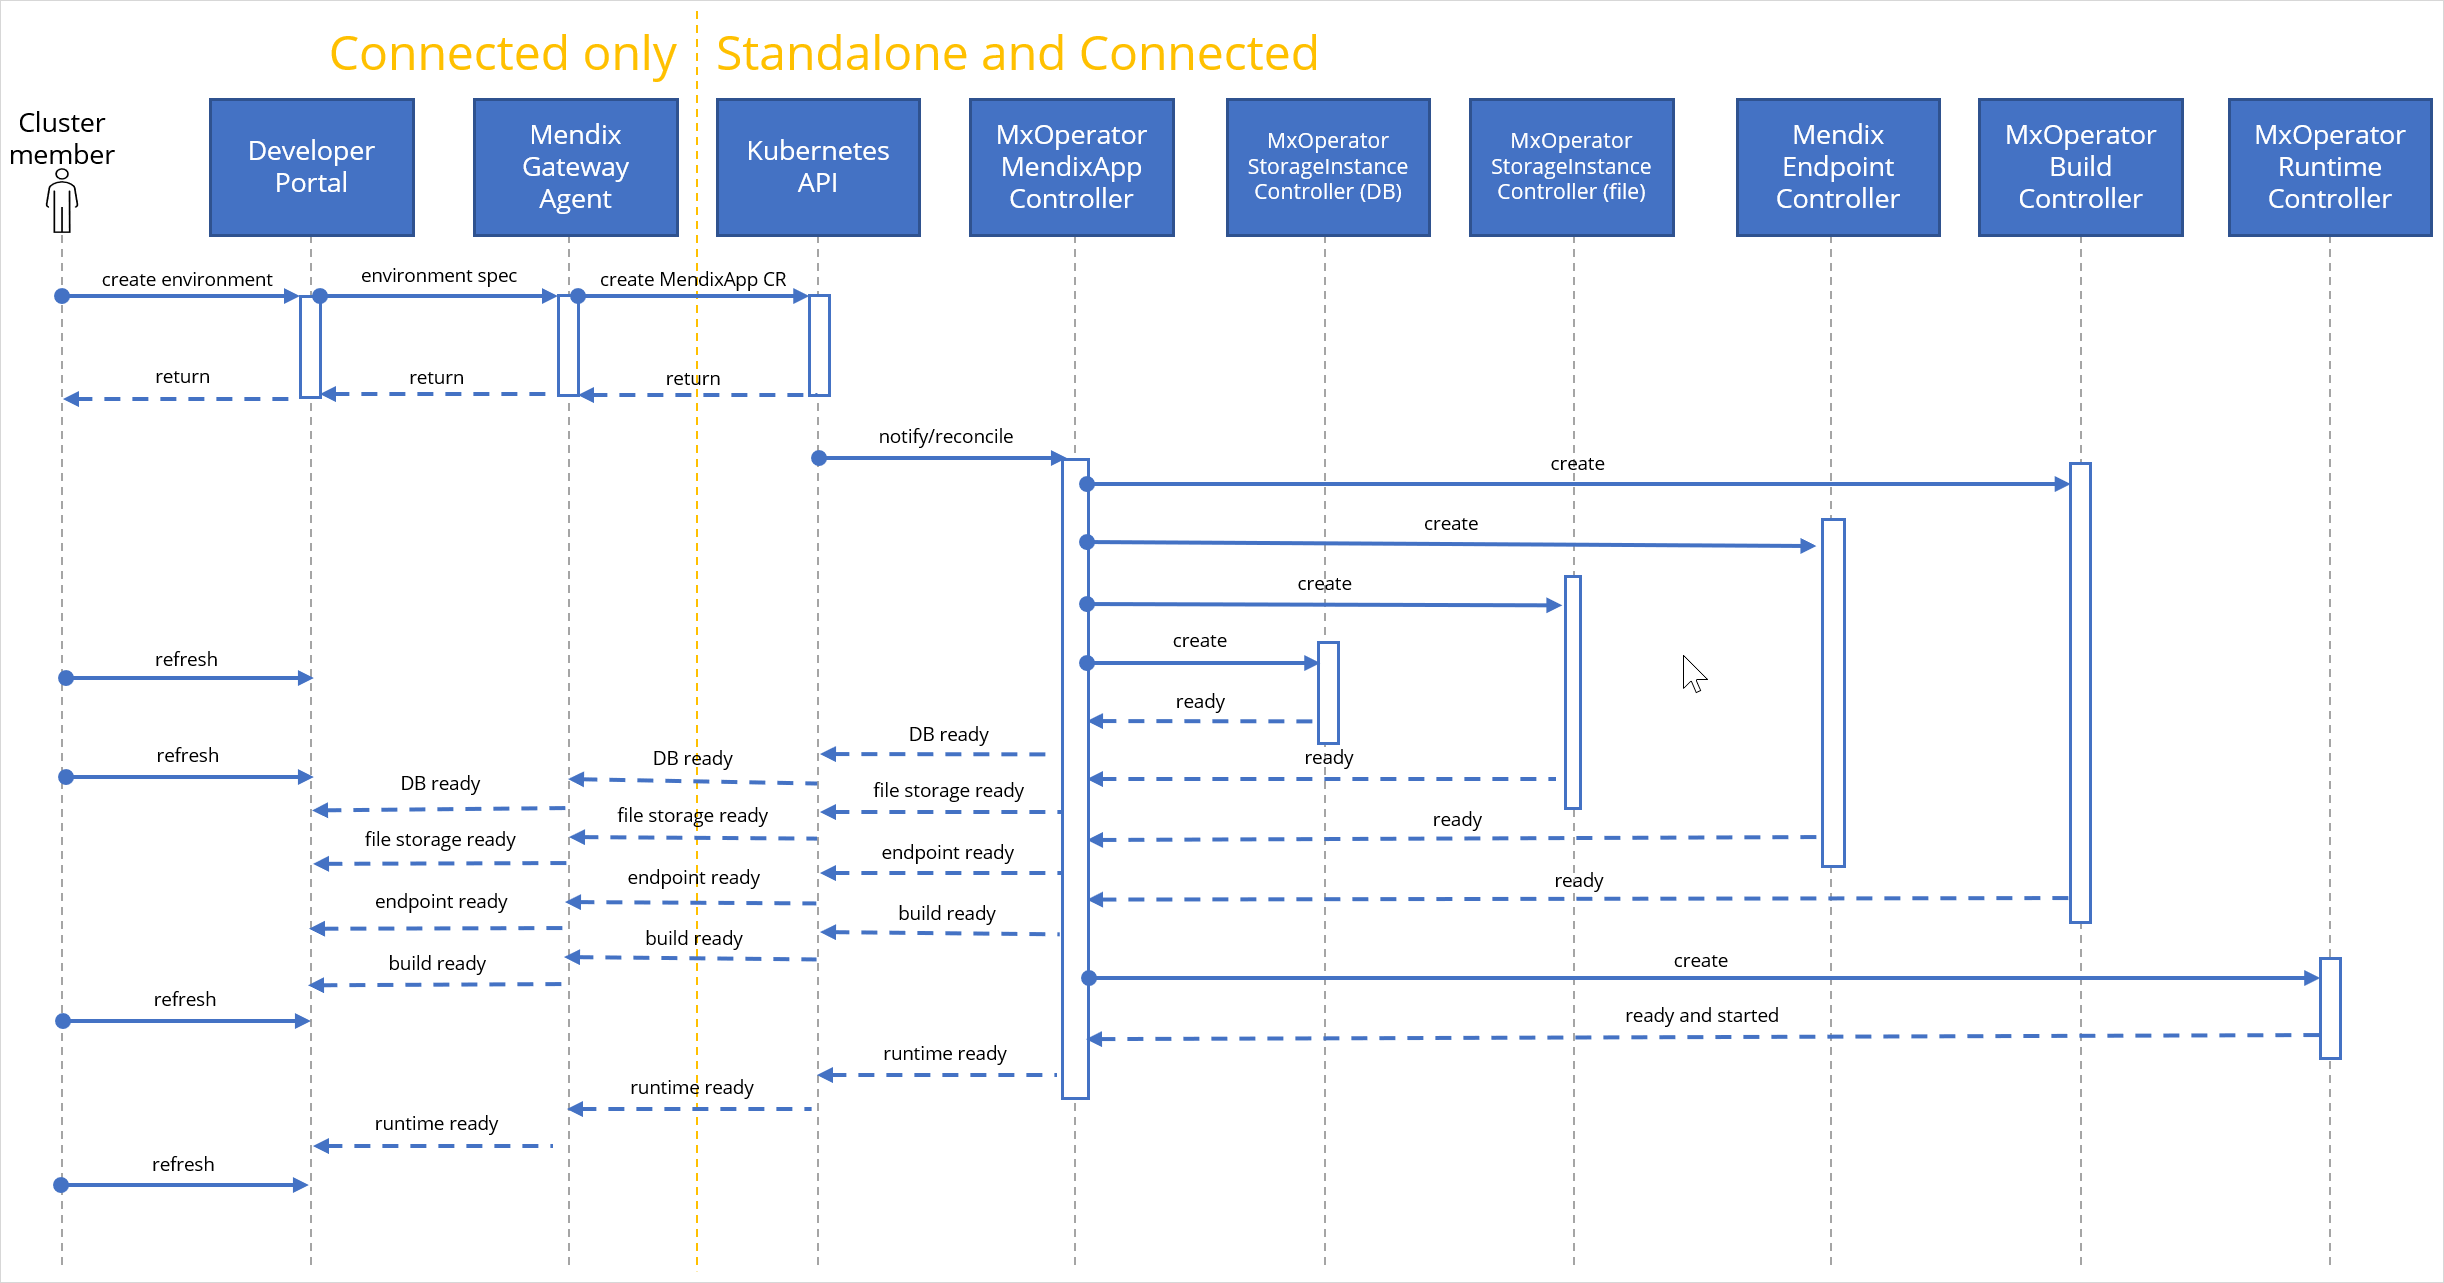 Connected only
Standalone and Connected
Cluster
member
Developer
Portal
Mendix
Gateway
Agent
Kubernetes
API
MxOperator
MendixApp
Controller
MxOperator
StorageInstance
Controller (DB)
MxOperator
StorageInstance
Controller (file)
Mendix
Endpoint
Controller
MxOperator
Build
Controller
MxOperator
Runtime
Controller
create environment
environment spec
create MendixApp CR
return
return
return
notify/reconcile
create
create
create
create
refresh
ready
DB ready
refresh
DB ready
ready
DB ready
file storage ready
file storage ready
ready
file storage ready
endpoint ready
endpoint ready
ready
endpoint ready
build ready
build ready
build ready
create
refresh
ready and started
runtime ready
runtime ready
runtime ready
refresh